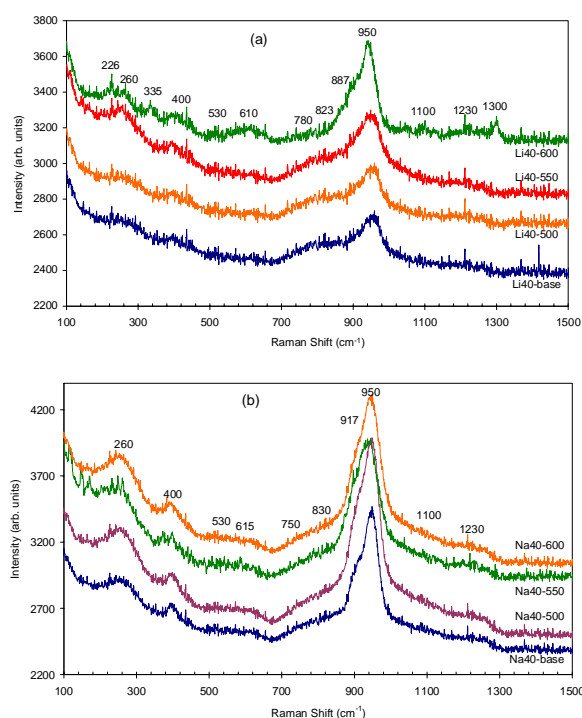 (a)
950
226
260
335
400
530
610
780
823
887
1100
1230
1300
3800
3600
3400
3200
3000
2800
2600
2400
2200
Intensity (arb. units)
Li40-600
Li40-550
Li40-500
Li40-base
100 300 500 700 900 1100 1300 1500
Raman Shift (cm-1)
(b)
950
917
260
400
530
615
750
830
1100
1230
4200
3700
3200
2700
2200
Intensity (arb. units)
Na40-600
Na40-550
Na40-500
Na40-base
100 300 500 700 900 1100 1300 1500
Raman Shift (cm-1)